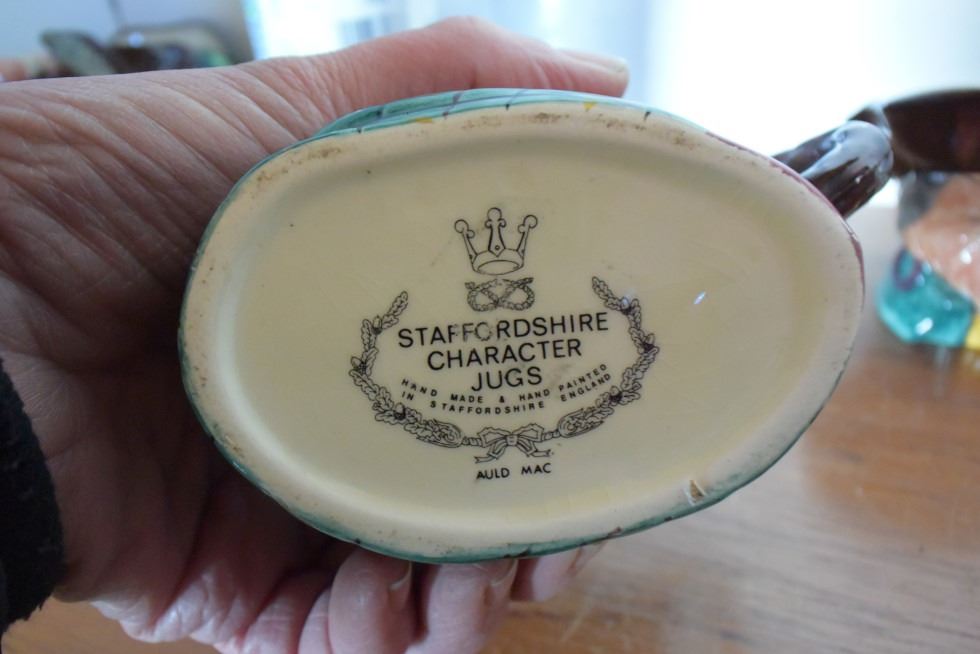 STAFFORDSHIRE
CHARACTER
JUGS
HAND MADE & HAND PAINTED
IN STAFFORDSHIRE ENGLAND
AULD MAC